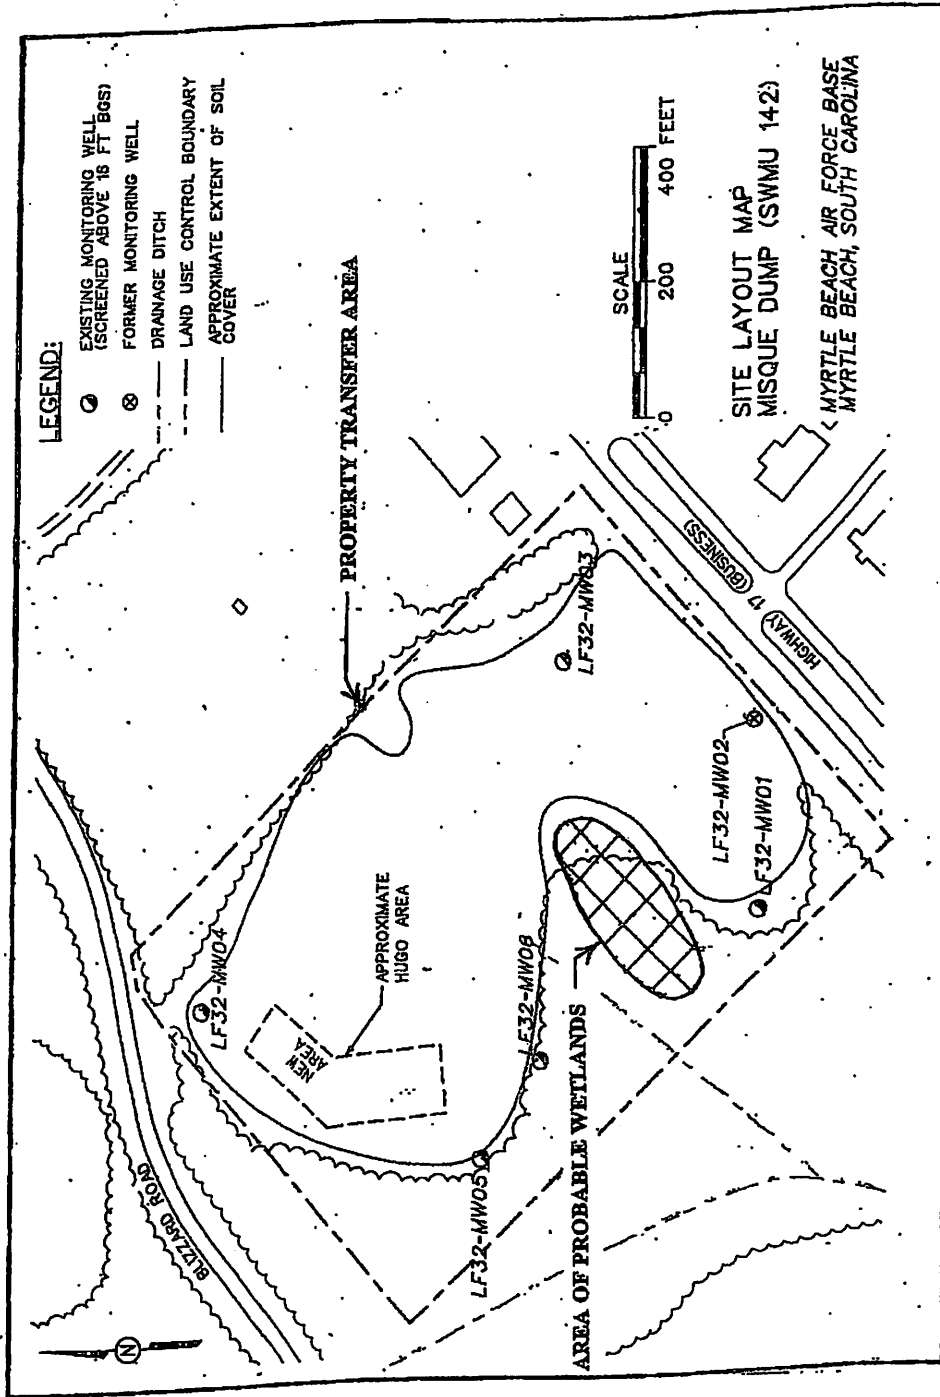 LEGEND:
EXISTING MONITORING WELL
(SCREENED ABOVE 16 FT BGS)
FORMER MONITORING WELL
DRAINAGE DITCH
LAND USE CONTROL BOUNDARY
APPROXIMATE EXTENT OF SOIL
COVER
PROPERTY TRANSFER AREA
N
BLIZZARD ROAD
LF32-MW04
NEW
AREA
APPROXIMATE
HUGO AREA
LF32-MW05
LF32-MW06
AREA OF PROBABLE WETLANDS
LF32-MW03
LF32-MW02
LF32-MW01
HIGHWAY 17 (BUSINESS)
SCALE
0 200 400 FEET
SITE LAYOUT MAP
MISQUE DUMP (SWMU 142)
MYRTLE BEACH AIR FORCE BASE
MYRTLE BEACH, SOUTH CAROLINA